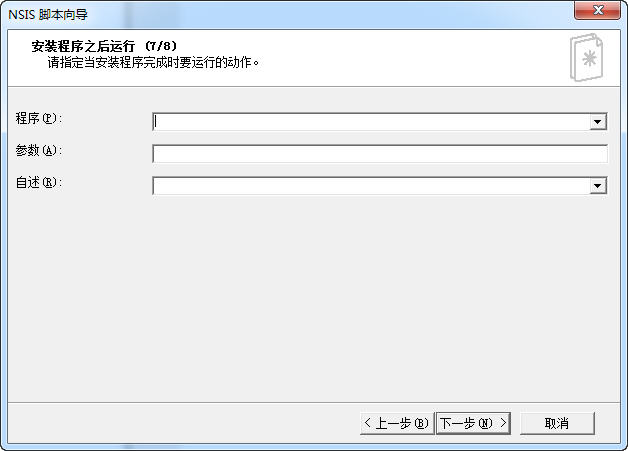 NSIS 脚本向导
安装程序之后运行 (7/8)
请指定当安装程序完成时要运行的动作。
程序(P):
参数(A):
自述(R):
< 上一步(B) 下一步(N) > 取消